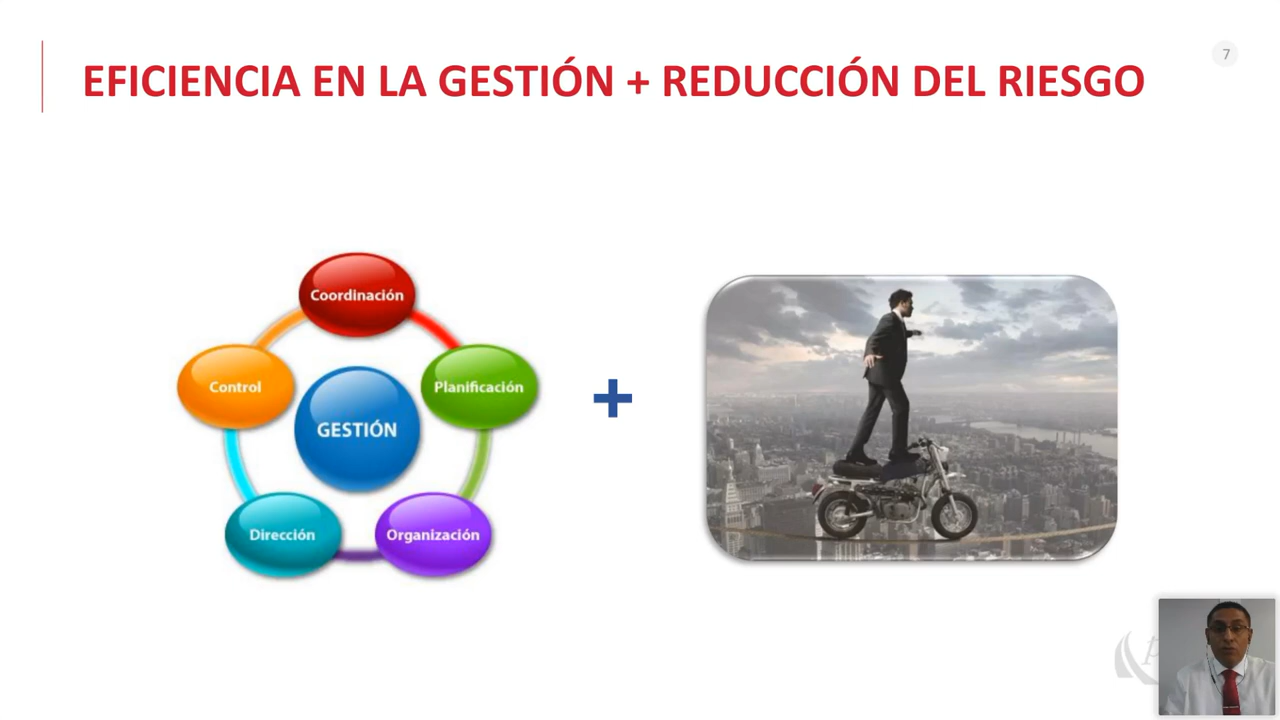 EFICIENCIA EN LA GESTIÓN + REDUCCIÓN DEL RIESGO
7
Coordinación
Control
Planificación
GESTIÓN
Dirección
Organización
+